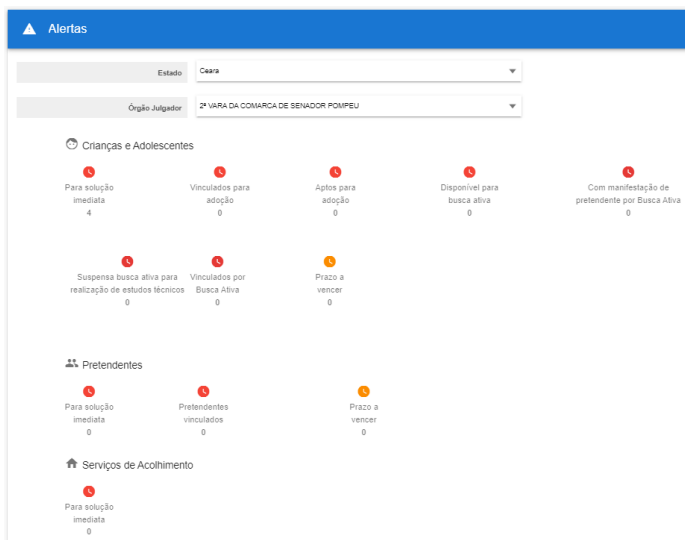 Alertas
Estado
Ceara
Órgão Julgador
2ª VARA DA COMARCA DE SENADOR POMPEU
Crianças e Adolescentes
Para solução
imediata
4
Vinculados para
adoção
0
Aptos para
adoção
0
Disponível para
busca ativa
0
Com manifestação de
pretendente por Busca Ativa
0
Suspensa busca ativa para
realização de estudos técnicos
0
Vinculados por
Busca Ativa
0
Prazo a
vencer
0
Pretendentes
Para solução
imediata
0
Pretendentes
vinculados
0
Prazo a
vencer
0
Serviços de Acolhimento
Para solução
imediata
0